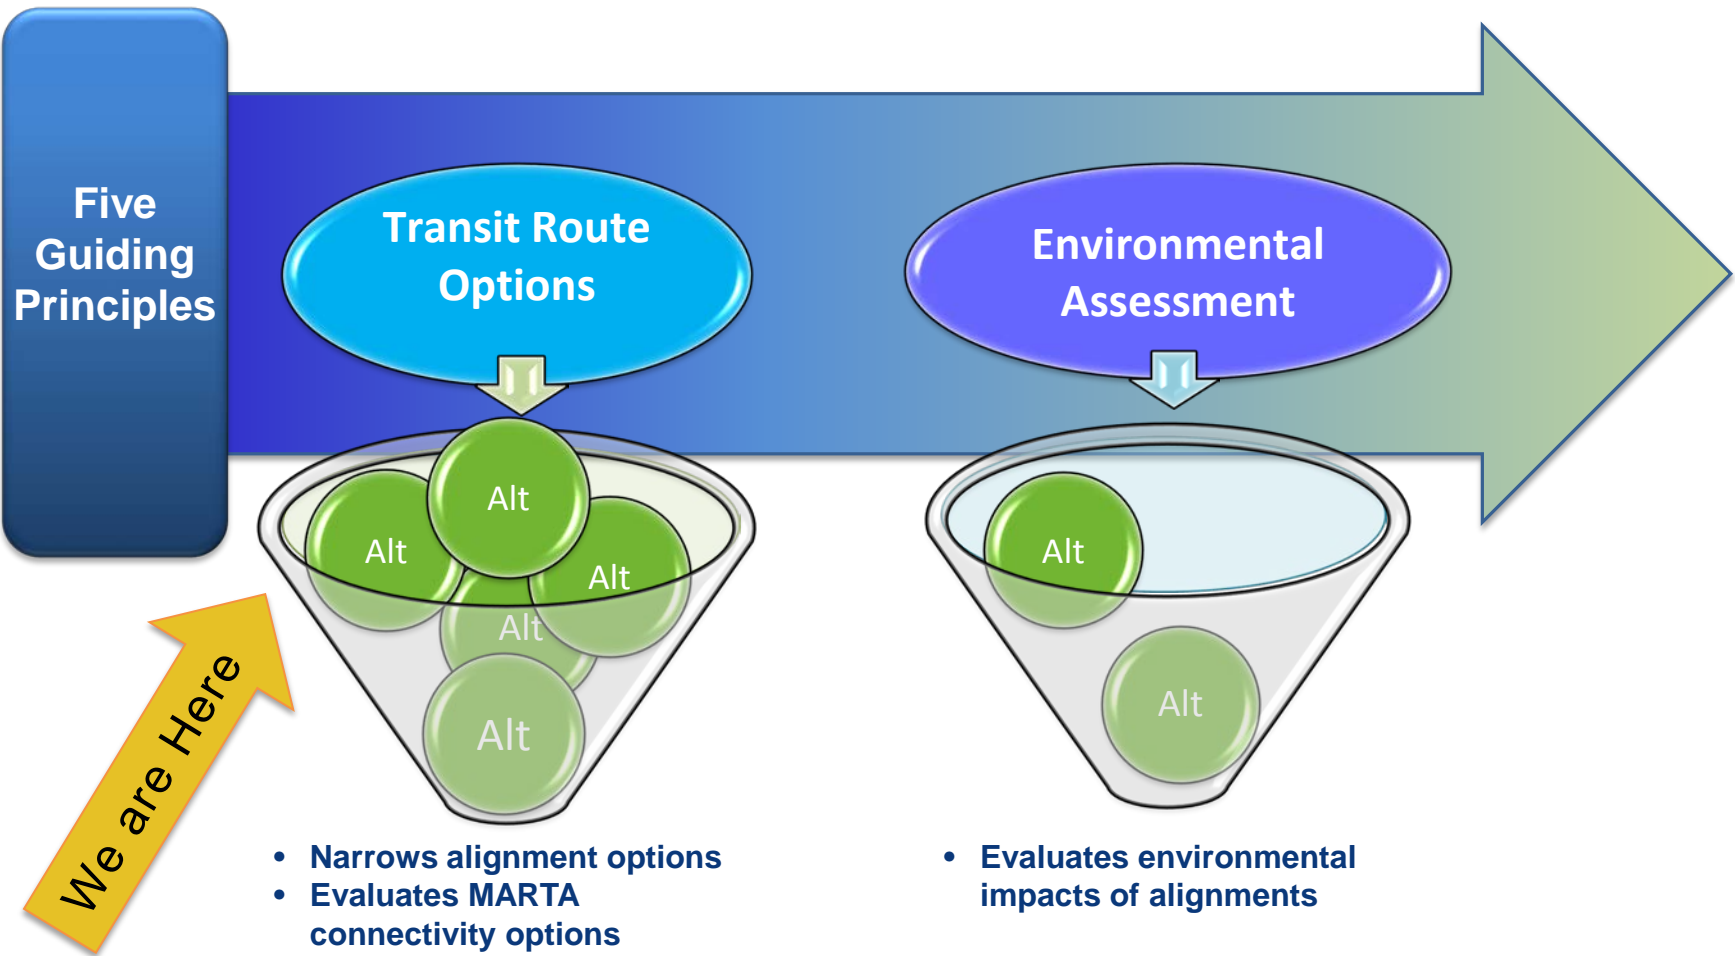 Five
Guiding
Principles
Transit Route
Options
Environmental
Assessment
Alt
Alt
Alt
Alt
Alt
Alt
Alt
We are Here
• Narrows alignment options
• Evaluates MARTA
connectivity options
• Evaluates environmental
impacts of alignments